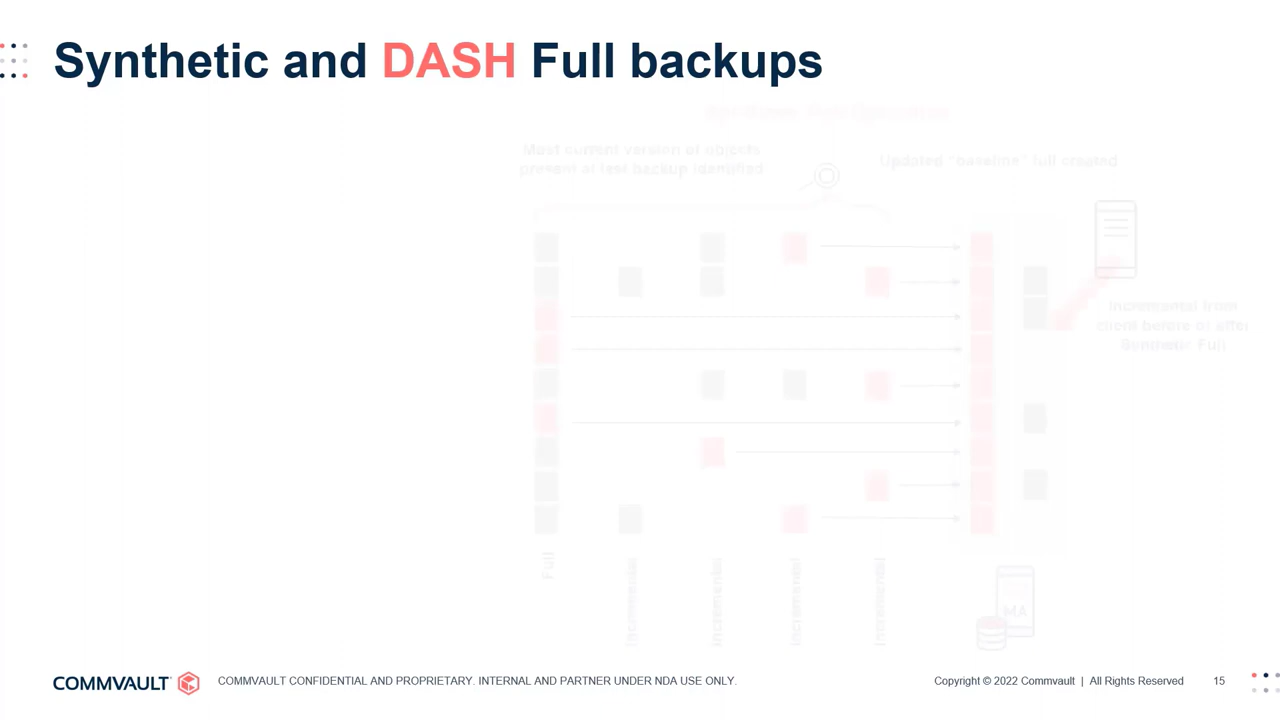 Synthetic and DASH Full backups
Most current version of objects
present at last backup identified
Updated "baseline" full created
Incremental from
client before or after
Synthetic Full
Full
Incremental
Incremental
Incremental
Incremental
MA
COMMVAULT
COMMVAULT CONFIDENTIAL AND PROPRIETARY. INTERNAL AND PARTNER UNDER NDA USE ONLY.
Copyright © 2022 Commvault | All Rights Reserved
15